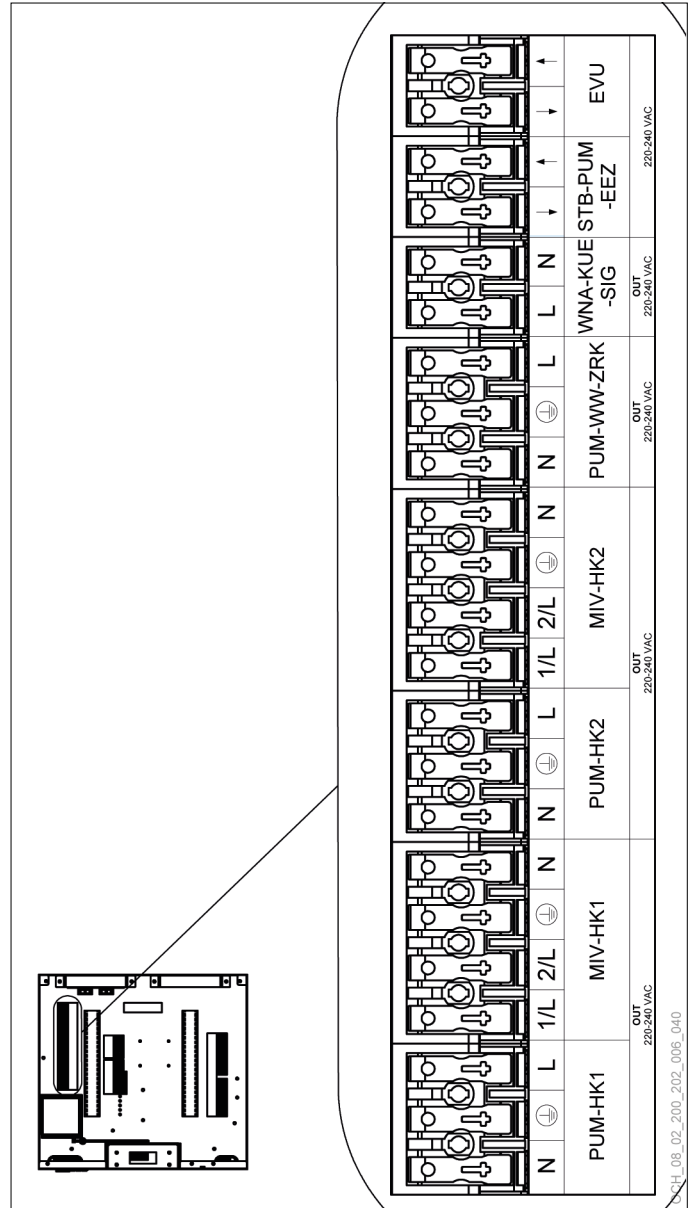 N ⏚ L 1/L 2/L ⏚ N N ⏚ L 1/L 2/L ⏚ N N ⏚ L L N ↓ ↑ ↓ ↑
PUM-HK1
MIV-HK1
PUM-HK2
MIV-HK2
PUM-WW-ZRK
WNA-KUE
-SIG
STB-PUM
-EEZ
EVU
OUT
220-240 VAC
OUT
220-240 VAC
OUT
220-240 VAC
OUT
220-240 VAC
220-240 VAC
CH_08_02_200_202_006_040